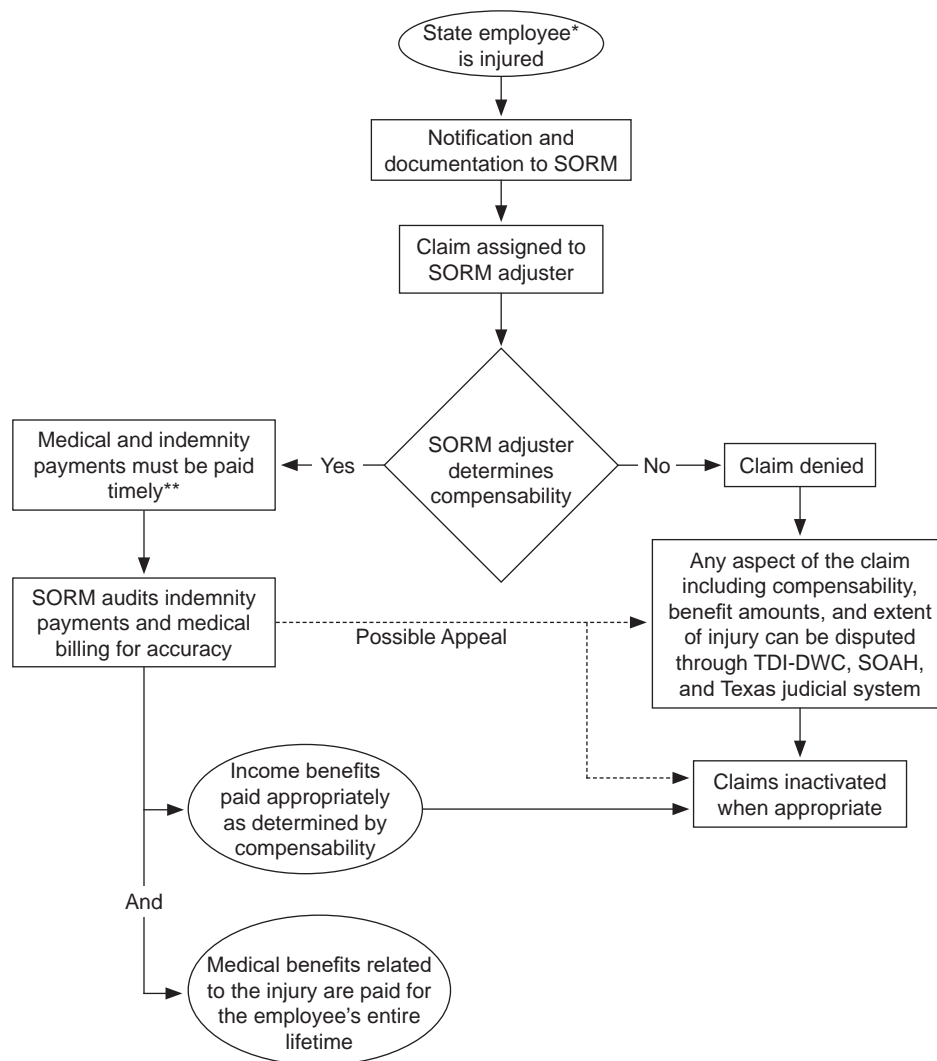 State employee*
is injured
Notification and
documentation to SORM
Claim assigned to
SORM adjuster
SORM adjuster
determines
compensability
Yes
No
Medical and indemnity
payments must be paid
timely**
Claim denied
SORM audits indemnity
payments and medical
billing for accuracy
Possible Appeal
Any aspect of the claim
including compensability,
benefit amounts, and extent
of injury can be disputed
through TDI-DWC, SOAH,
and Texas judicial system
Income benefits
paid appropriately
as determined by
compensability
Claims inactivated
when appropriate
And
Medical benefits related
to the injury are paid for
the employee's entire
lifetime